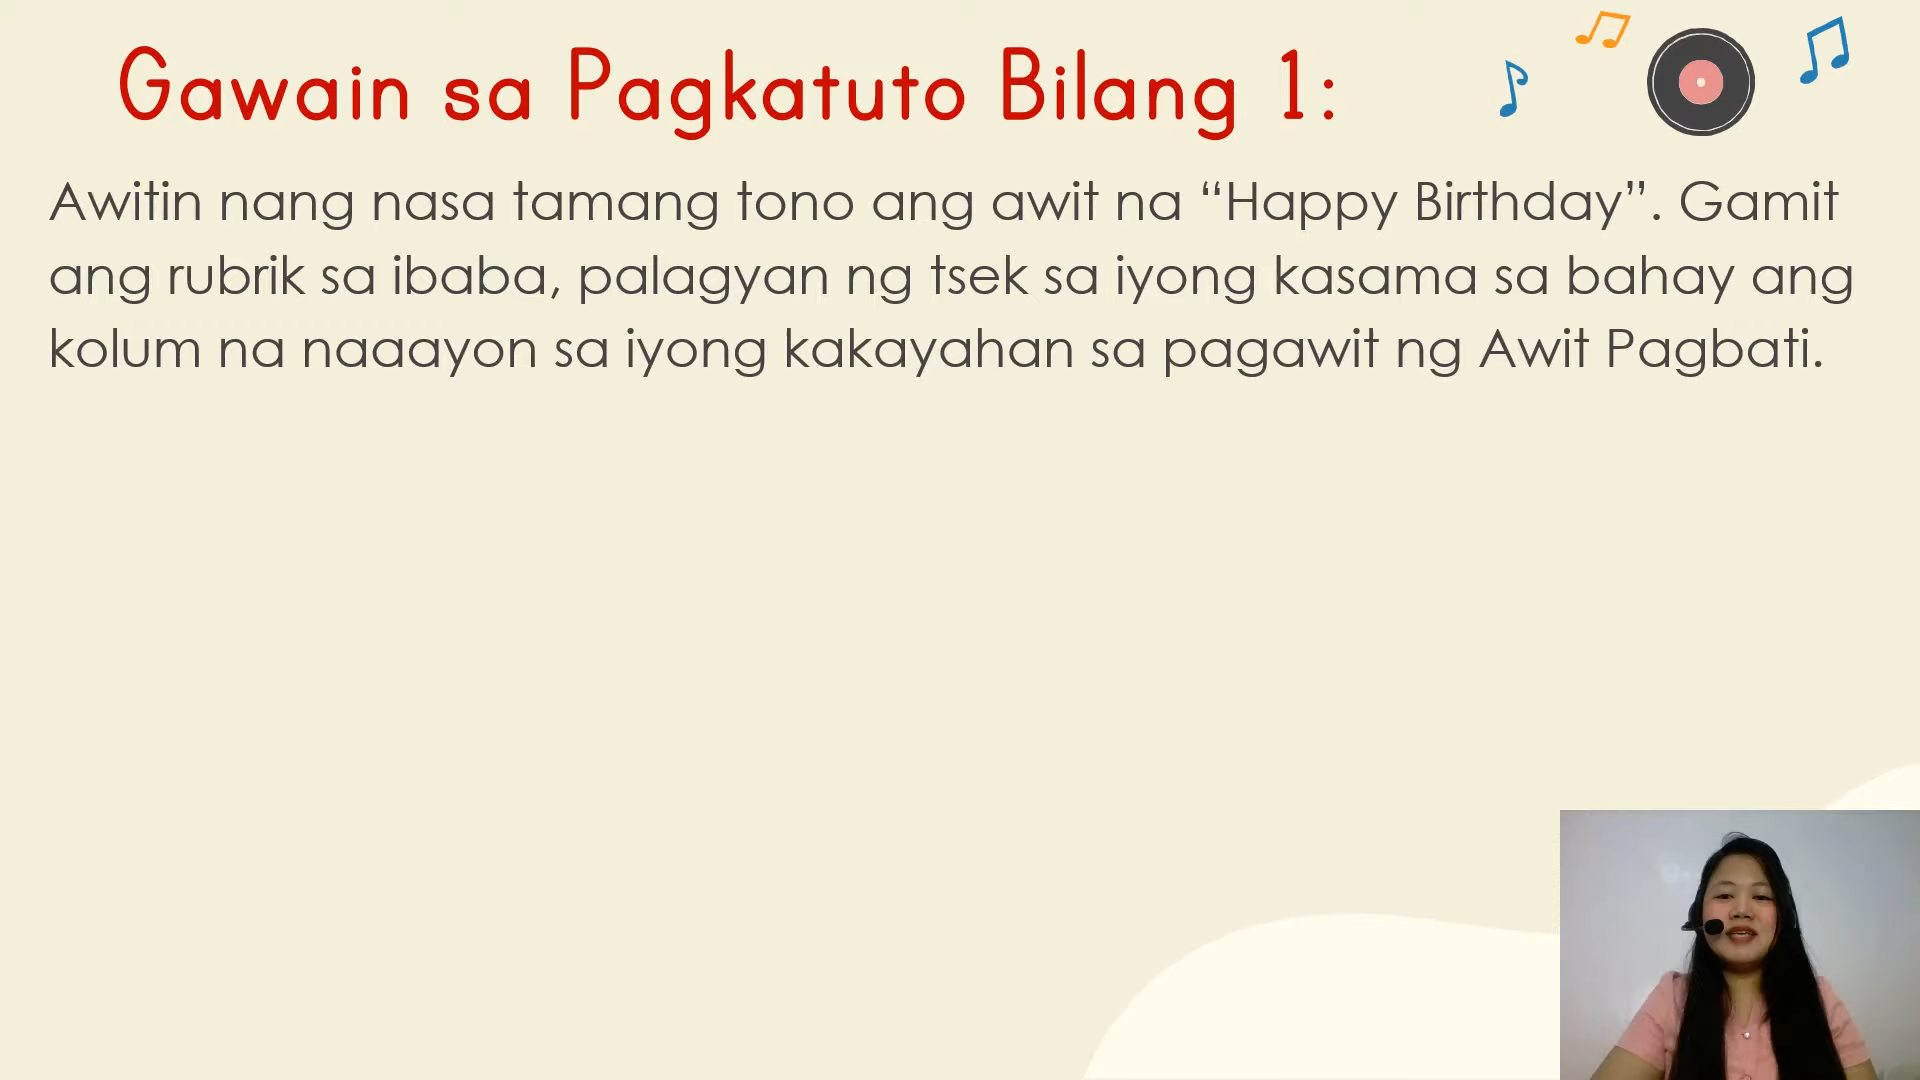 Gawain sa Pagkatuto Bilang 1:
Awitin nang nasa tamang tono ang awit na “Happy Birthday”. Gamit
ang rubrik sa ibaba, palagyan ng tsek sa iyong kasama sa bahay ang
kolum na naaayon sa iyong kakayahan sa pagawit ng Awit Pagbati.